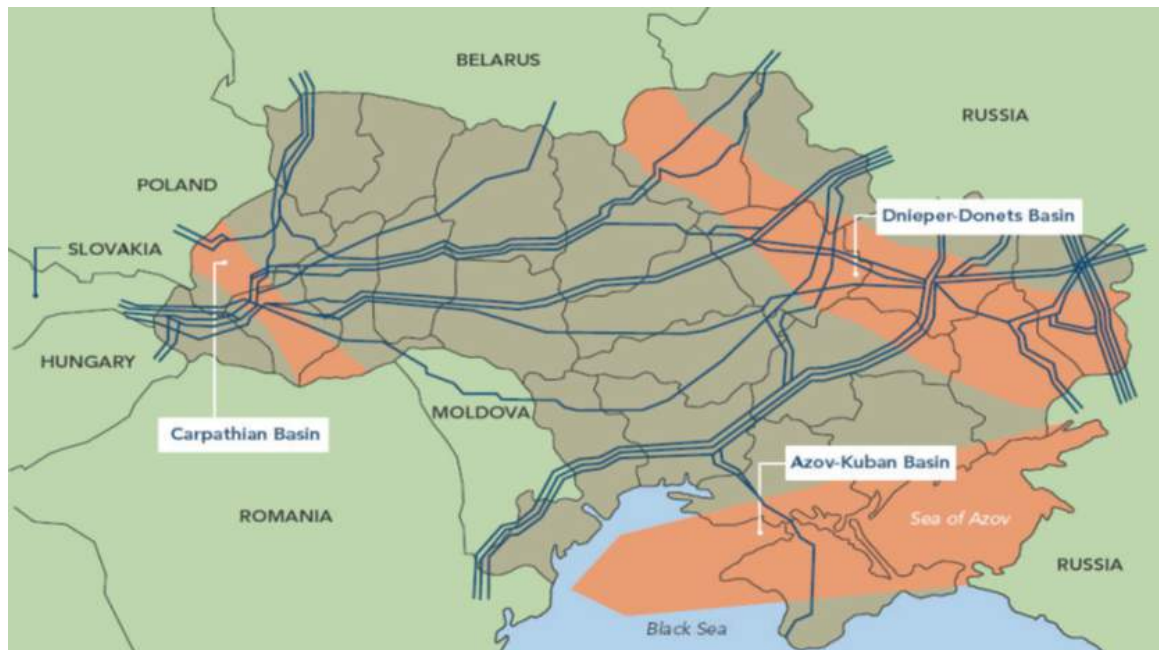 BELARUS
RUSSIA
POLAND
Dnieper-Donets Basin
SLOVAKIA
HUNGARY
MOLDOVA
Carpathian Basin
Azov-Kuban Basin
ROMANIA
Sea of Azov
RUSSIA
Black Sea